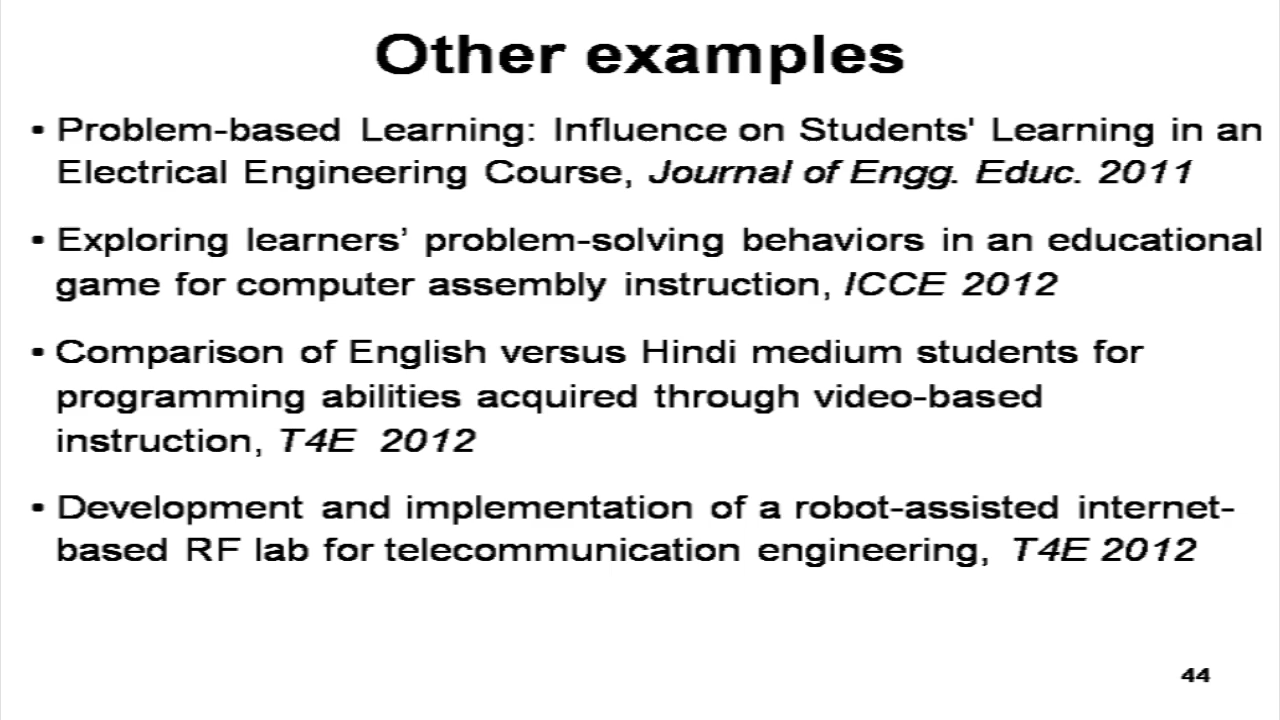 Other examples
• Problem-based Learning: Influence on Students' Learning in an
Electrical Engineering Course, Journal of Engg. Educ. 2011
• Exploring learners’ problem-solving behaviors in an educational
game for computer assembly instruction, ICCE 2012
• Comparison of English versus Hindi medium students for
programming abilities acquired through video-based
instruction, T4E 2012
• Development and implementation of a robot-assisted internet-
based RF lab for telecommunication engineering, T4E 2012
44